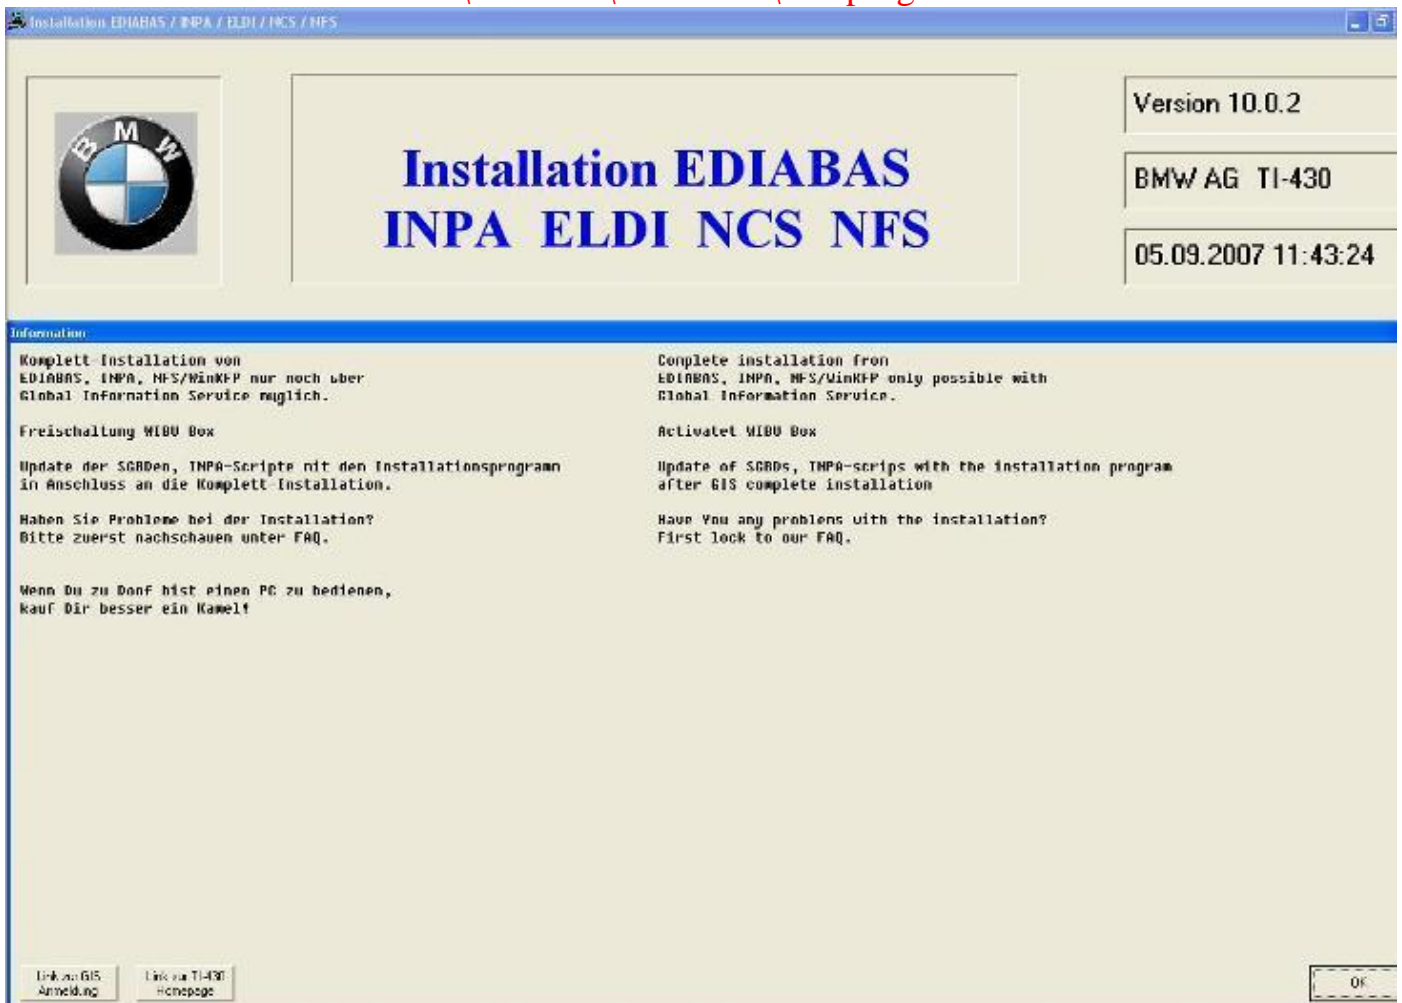 Installation EDIABAS / INPA / ELDI / NCS / NFS
BMW
Installation EDIABAS
INPA ELDI NCS NFS
Version 10.0.2
BMW AG TI-430
05.09.2007 11:43:24
Information
Komplett-Installation von
EDIABAS, INPA, NFS/WinKFP nur noch über
Global Information Service möglich.
Freischaltung WIBU Box
Update der SGBDen, INPA-Scripte mit den Installationsprogramm
in Anschluss an die Komplett-Installation.
Haben Sie Probleme bei der Installation?
Bitte zuerst nachschauen unter FAQ.
Wenn Du zu Doof bist einen PC zu bedienen,
kauf Dir besser ein Kamel!
Complete installation from
EDIABAS, INPA, NFS/WinKFP only possible with
Global Information Service.
Activatet WIBU Box
Update of SGBDs, INPA-scrips with the installation program
after GIS complete installation
Have You any problems with the installation?
First lock to our FAQ.
Link zur GIS
Anmeldung
Link zur TI-430
Homepage
OK